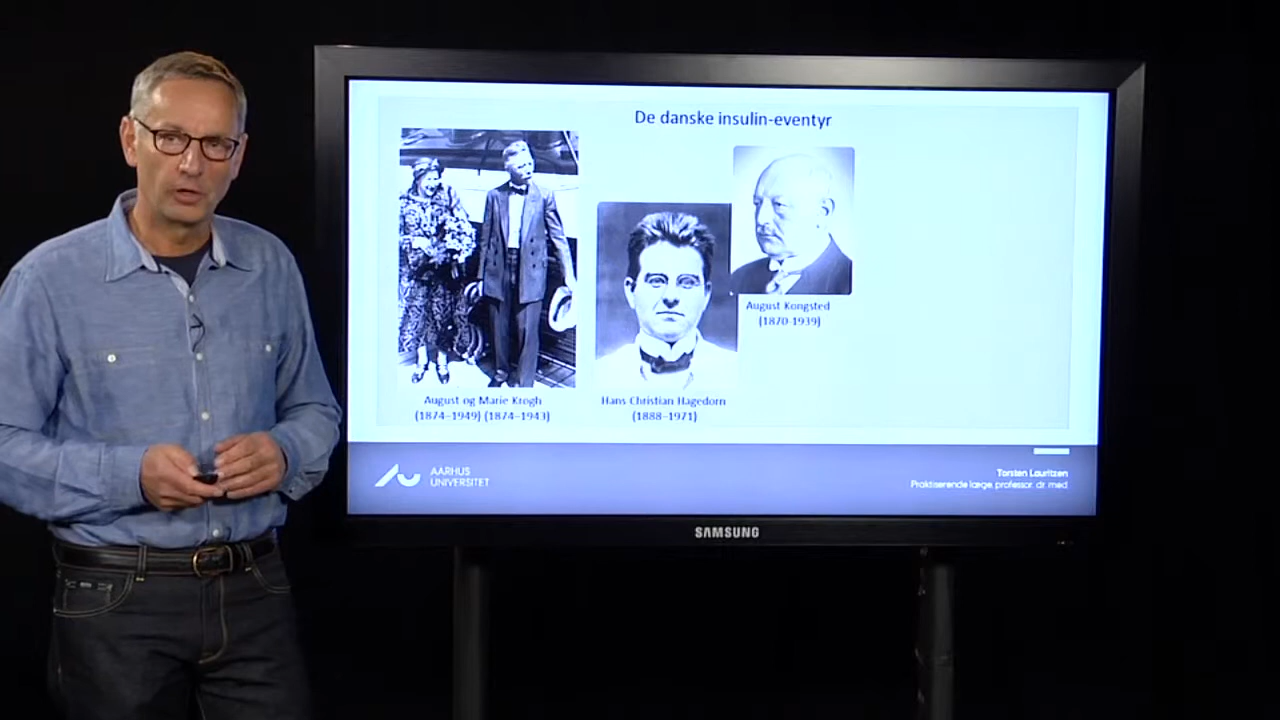 De danske insulin-eventyr
August Kongsted
(1870-1939)
August og Marie Krogh
(1874–1949) (1874–1943)
Hans Christian Hagedorn
(1888–1971)
AARHUS
UNIVERSITET
Torsten Lauritzen
Praktiserende læge, professor, dr. med
SAMSUNG